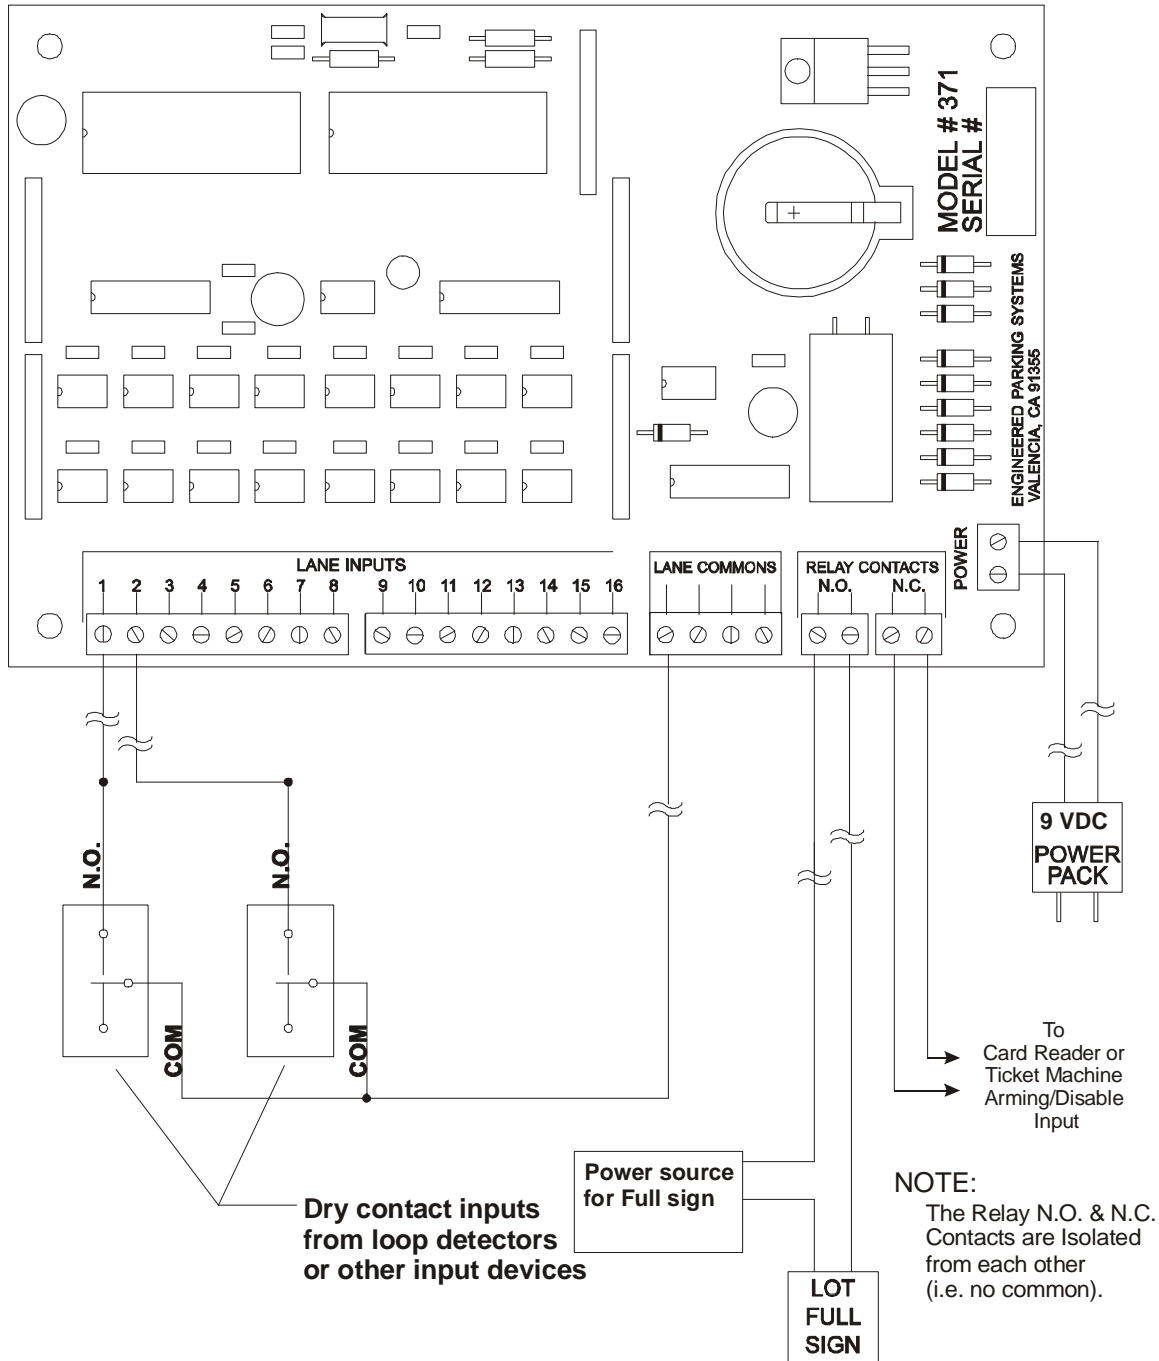 MODEL # 371
SERIAL #
ENGINEERED PARKING SYSTEMS
VALENCIA, CA 91355
+
LANE INPUTS
1 2 3 4 5 6 7 8 9 10 11 12 13 14 15 16
LANE COMMONS
RELAY CONTACTS
N.O. N.C.
POWER
9 VDC
POWER
PACK
N.O.
N.O.
COM
COM
To
Card Reader or
Ticket Machine
Arming/Disable
Input
Power source
for Full sign
Dry contact inputs
from loop detectors
or other input devices
LOT
FULL
SIGN
NOTE:
The Relay N.O. & N.C.
Contacts are Isolated
from each other
(i.e. no common).